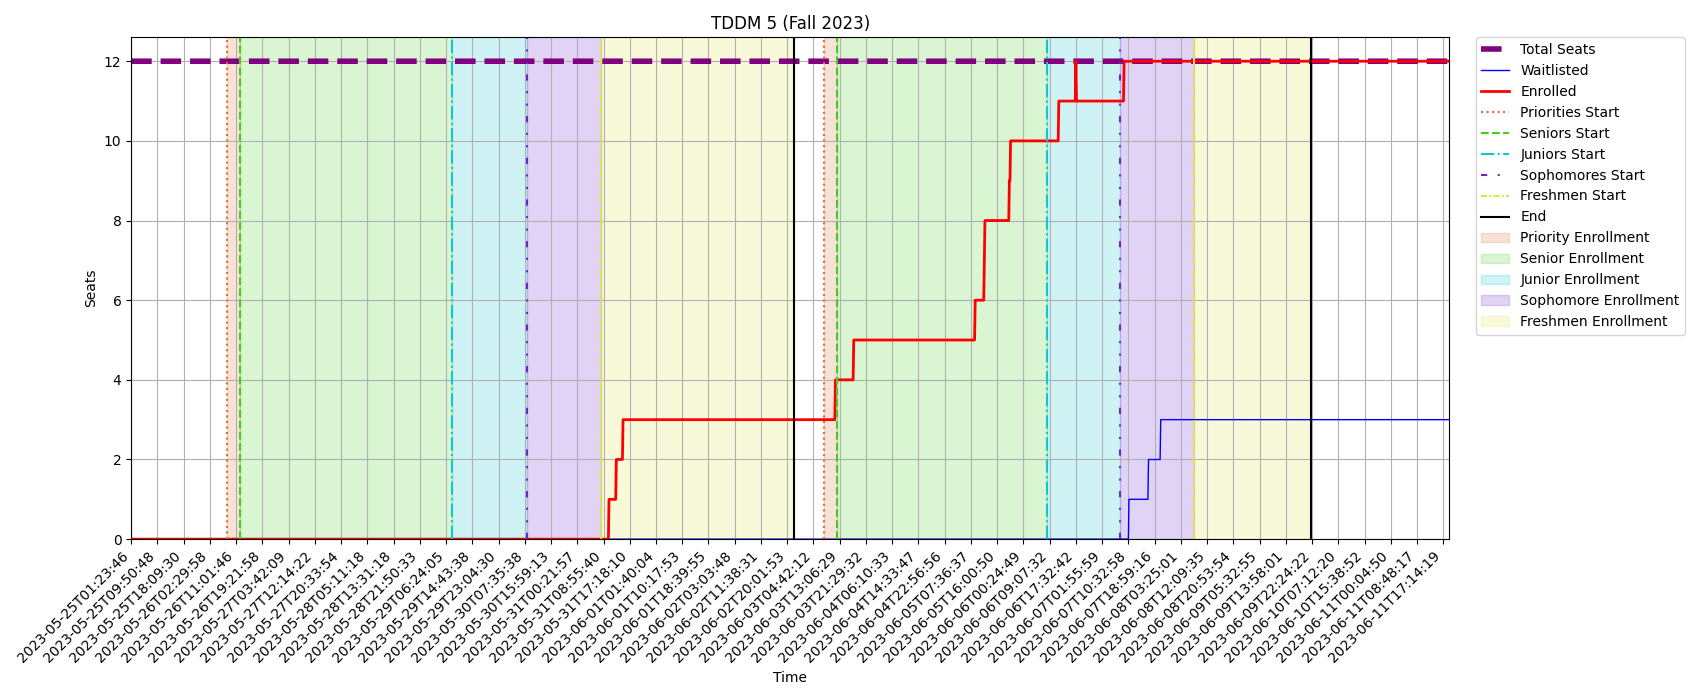 TDDM 5 (Fall 2023)
Seats
12
10
8
6
4
2
0
2023-05-25T01:23:46
2023-05-25T09:50:48
2023-05-25T18:09:30
2023-05-26T02:29:58
2023-05-26T11:01:46
2023-05-26T19:21:58
2023-05-27T03:42:09
2023-05-27T12:14:22
2023-05-27T20:33:54
2023-05-28T05:11:18
2023-05-28T13:31:18
2023-05-28T21:50:33
2023-05-29T06:24:05
2023-05-29T14:43:38
2023-05-29T23:04:30
2023-05-30T07:35:38
2023-05-30T15:59:13
2023-05-31T00:21:57
2023-05-31T08:55:40
2023-05-31T17:18:10
2023-06-01T01:40:04
2023-06-01T10:17:53
2023-06-01T18:39:55
2023-06-02T03:03:48
2023-06-02T11:38:31
2023-06-02T20:01:53
2023-06-03T04:42:12
2023-06-03T13:06:29
2023-06-03T21:29:32
2023-06-04T06:10:33
2023-06-04T14:33:47
2023-06-04T22:56:56
2023-06-05T07:36:37
2023-06-05T16:00:50
2023-06-06T00:24:49
2023-06-06T09:07:32
2023-06-06T17:32:42
2023-06-07T01:55:59
2023-06-07T10:32:58
2023-06-07T18:59:16
2023-06-08T03:25:01
2023-06-08T12:09:35
2023-06-08T20:53:54
2023-06-09T05:32:55
2023-06-09T13:58:01
2023-06-09T22:24:22
2023-06-10T07:12:20
2023-06-10T15:38:52
2023-06-11T00:04:50
2023-06-11T08:48:17
2023-06-11T17:14:19
Time
Total Seats
Waitlisted
Enrolled
Priorities Start
Seniors Start
Juniors Start
Sophomores Start
Freshmen Start
End
Priority Enrollment
Senior Enrollment
Junior Enrollment
Sophomore Enrollment
Freshmen Enrollment